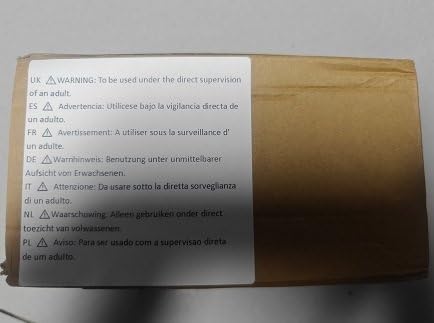 UK ⚠ WARNING: To be used under the direct supervision
of an adult.
ES ⚠ Advertencia: Utilícese bajo la vigilancia directa de
un adulto.
FR ⚠ Avertissement: A utiliser sous la surveillance d'
un adulte.
DE ⚠ Warnhinweis: Benutzung unter unmittelbarer
Aufsicht von Erwachsenen.
IT ⚠ Attenzione: Da usare sotto la diretta sorveglianza
di un adulto.
NL ⚠ Waarschuwing: Alleen gebruiken onder direct
toezicht van volwassenen.
PL ⚠ Aviso: Para ser usado com a supervisao direta
de um adulto.